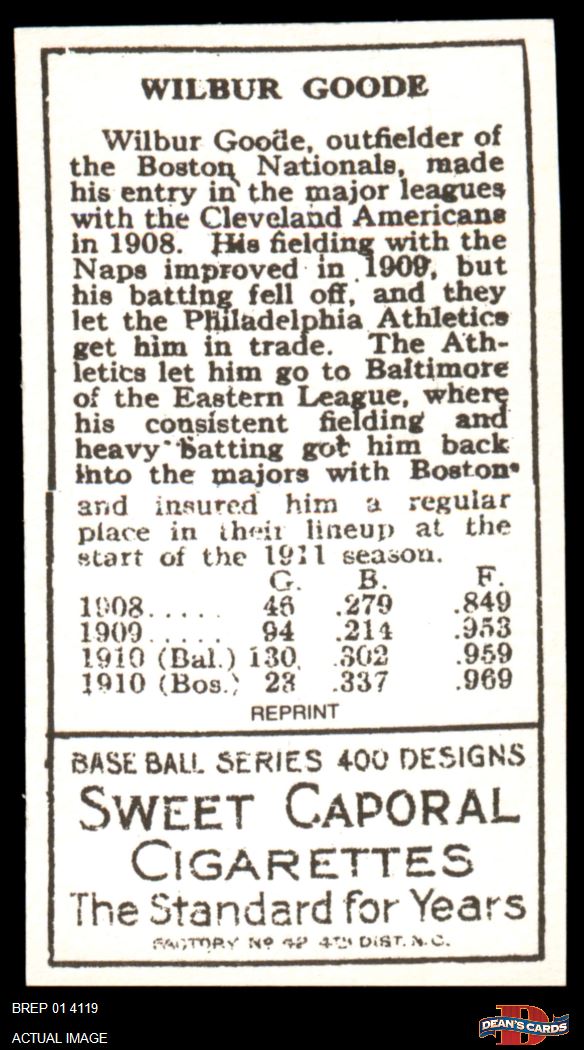 WILBUR GOODE
Wilbur Goode, outfielder of
the Boston Nationals, made
his entry in the major leagues
with the Cleveland Americans
in 1908. His fielding with the
Naps improved in 1909, but
his batting fell off, and they
let the Philadelphia Athletics
get him in trade. The Ath-
letics let him go to Baltimore
of the Eastern League, where
his consistent fielding and
heavy batting got him back
into the majors with Boston
and insured him a regular
place in their lineup at the
start of the 1911 season.
G. B. F.
1908..... 46 .279 .849
1909..... 94 .214 .953
1910 (Bal.) 130 .302 .959
1910 (Bos.) 23 .337 .969
REPRINT
BASE BALL SERIES 400 DESIGNS
SWEET CAPORAL
CIGARETTES
The Standard for Years
FACTORY Nº 42 4TH DIST. N.C.
BREP 01 4119
ACTUAL IMAGE
D
DEAN'S CARDS